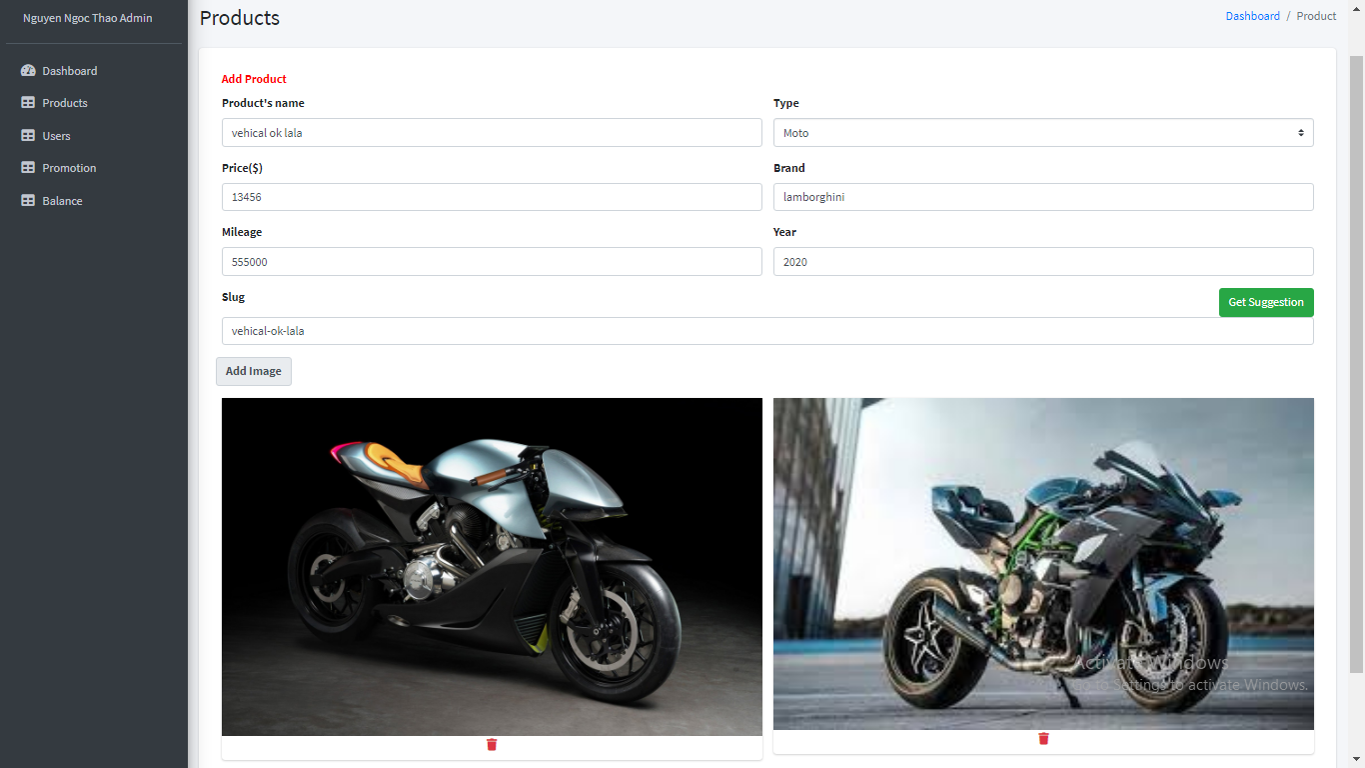 Nguyen Ngoc Thao Admin
Dashboard
Products
Users
Promotion
Balance
Products
Dashboard / Product
Add Product
Product's name
vehical ok lala
Type
Moto
Price($)
13456
Brand
lamborghini
Mileage
555000
Year
2020
Slug
Get Suggestion
vehical-ok-lala
Add Image
Activate Windows
to Settings to activate Windows.